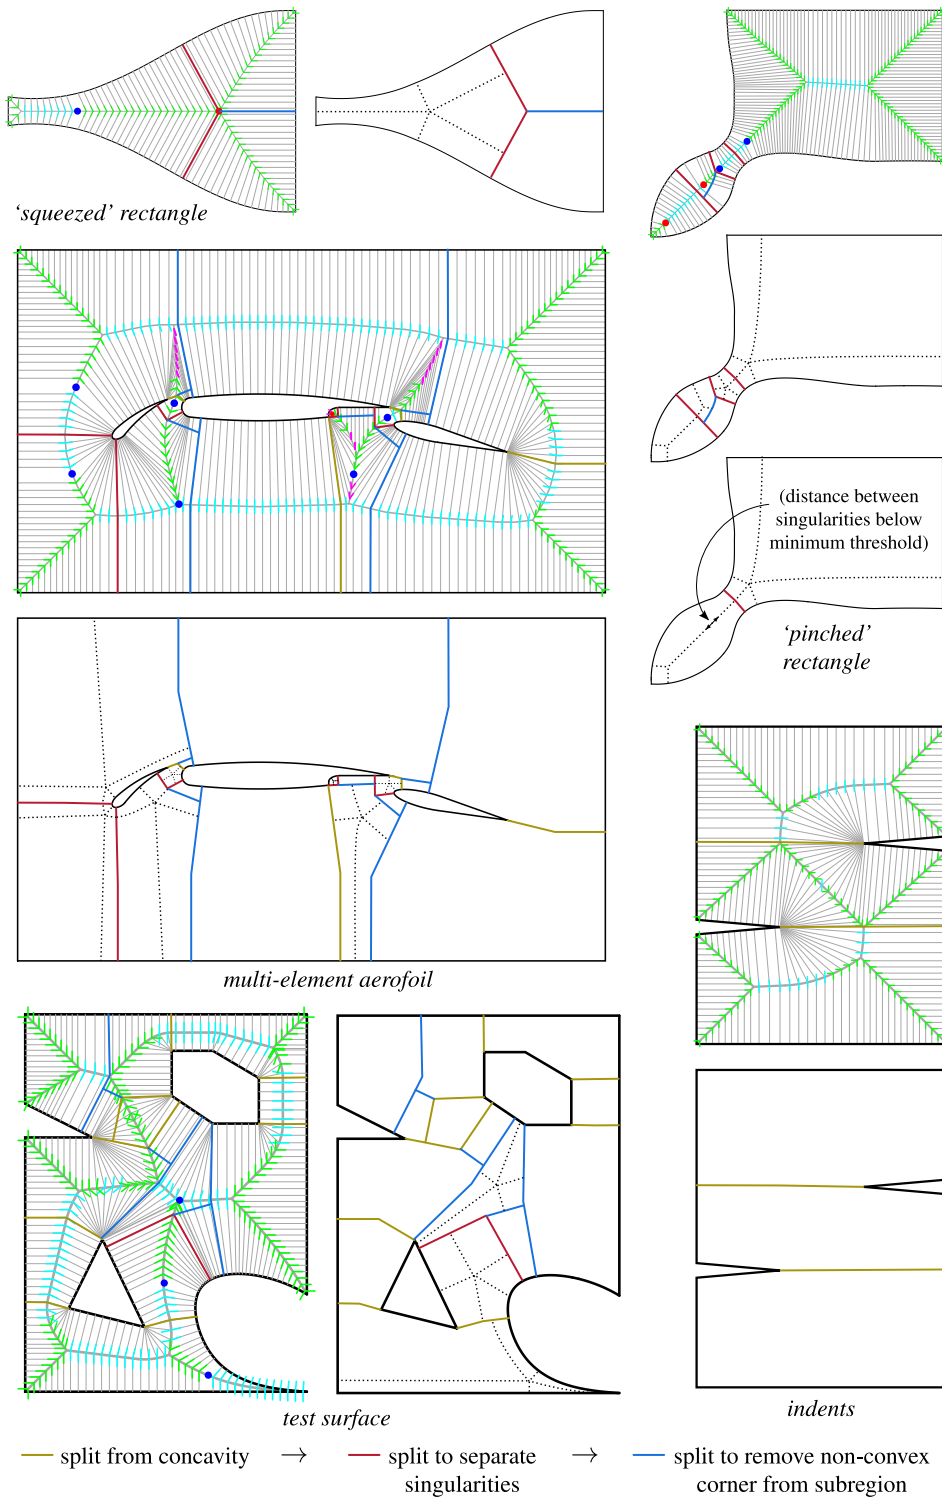 ‘squeezed’ rectangle
(distance between
singularities below
minimum threshold)
‘pinched’
rectangle
multi-element aerofoil
test surface
indents
split from concavity → split to separate → split to remove non-convex
singularities corner from subregion